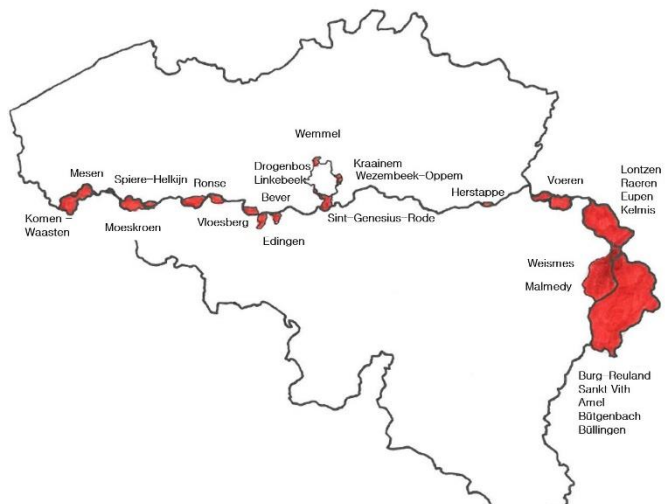 Wemmel
Drogenbos
Linkebeek
Bever
Kraainem
Wezembeek-Oppem
Mesen
Spiere-Helkijn
Ronse
Herstappe
Voeren
Lontzen
Raeren
Eupen
Kelmis
Komen -
Waasten
Moeskroen
Vloesberg
Edingen
Sint-Genesius-Rode
Weismes
Malmedy
Burg-Reuland
Sankt Vith
Amel
Bütgenbach
Büllingen